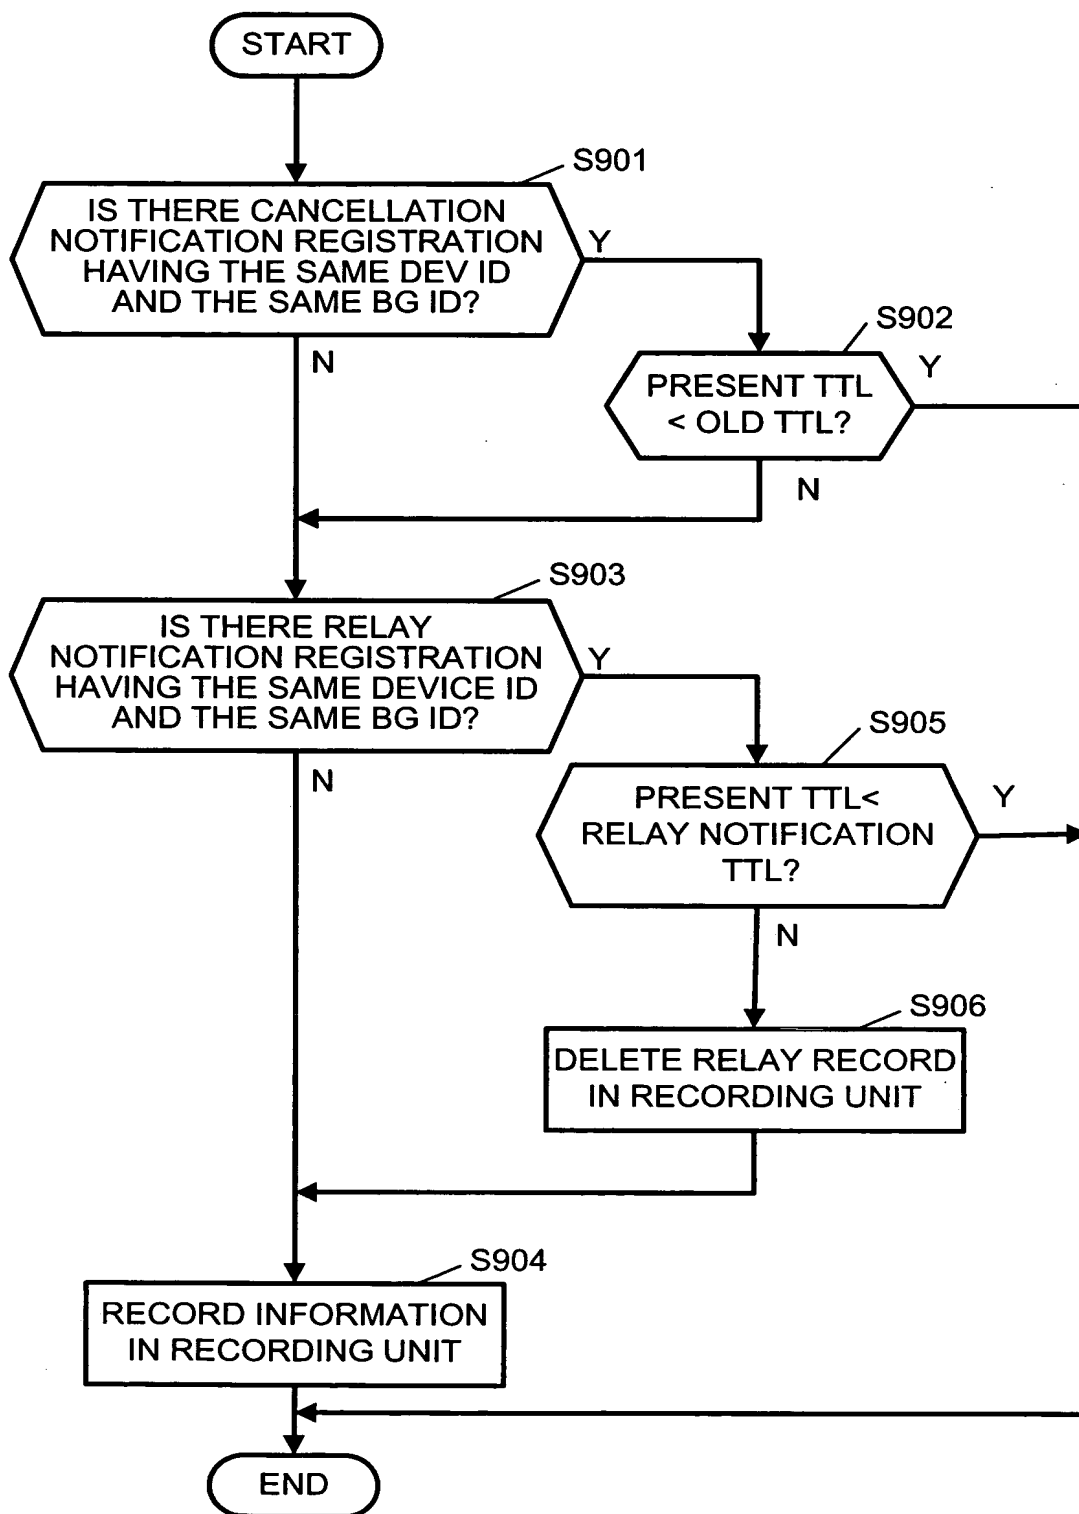 START
S901
IS THERE CANCELLATION
NOTIFICATION REGISTRATION
HAVING THE SAME DEV ID
AND THE SAME BG ID?
Y
N
S902
PRESENT TTL
< OLD TTL?
Y
N
S903
IS THERE RELAY
NOTIFICATION REGISTRATION
HAVING THE SAME DEVICE ID
AND THE SAME BG ID?
Y
N
S905
PRESENT TTL<
RELAY NOTIFICATION
TTL?
Y
N
S906
DELETE RELAY RECORD
IN RECORDING UNIT
S904
RECORD INFORMATION
IN RECORDING UNIT
END